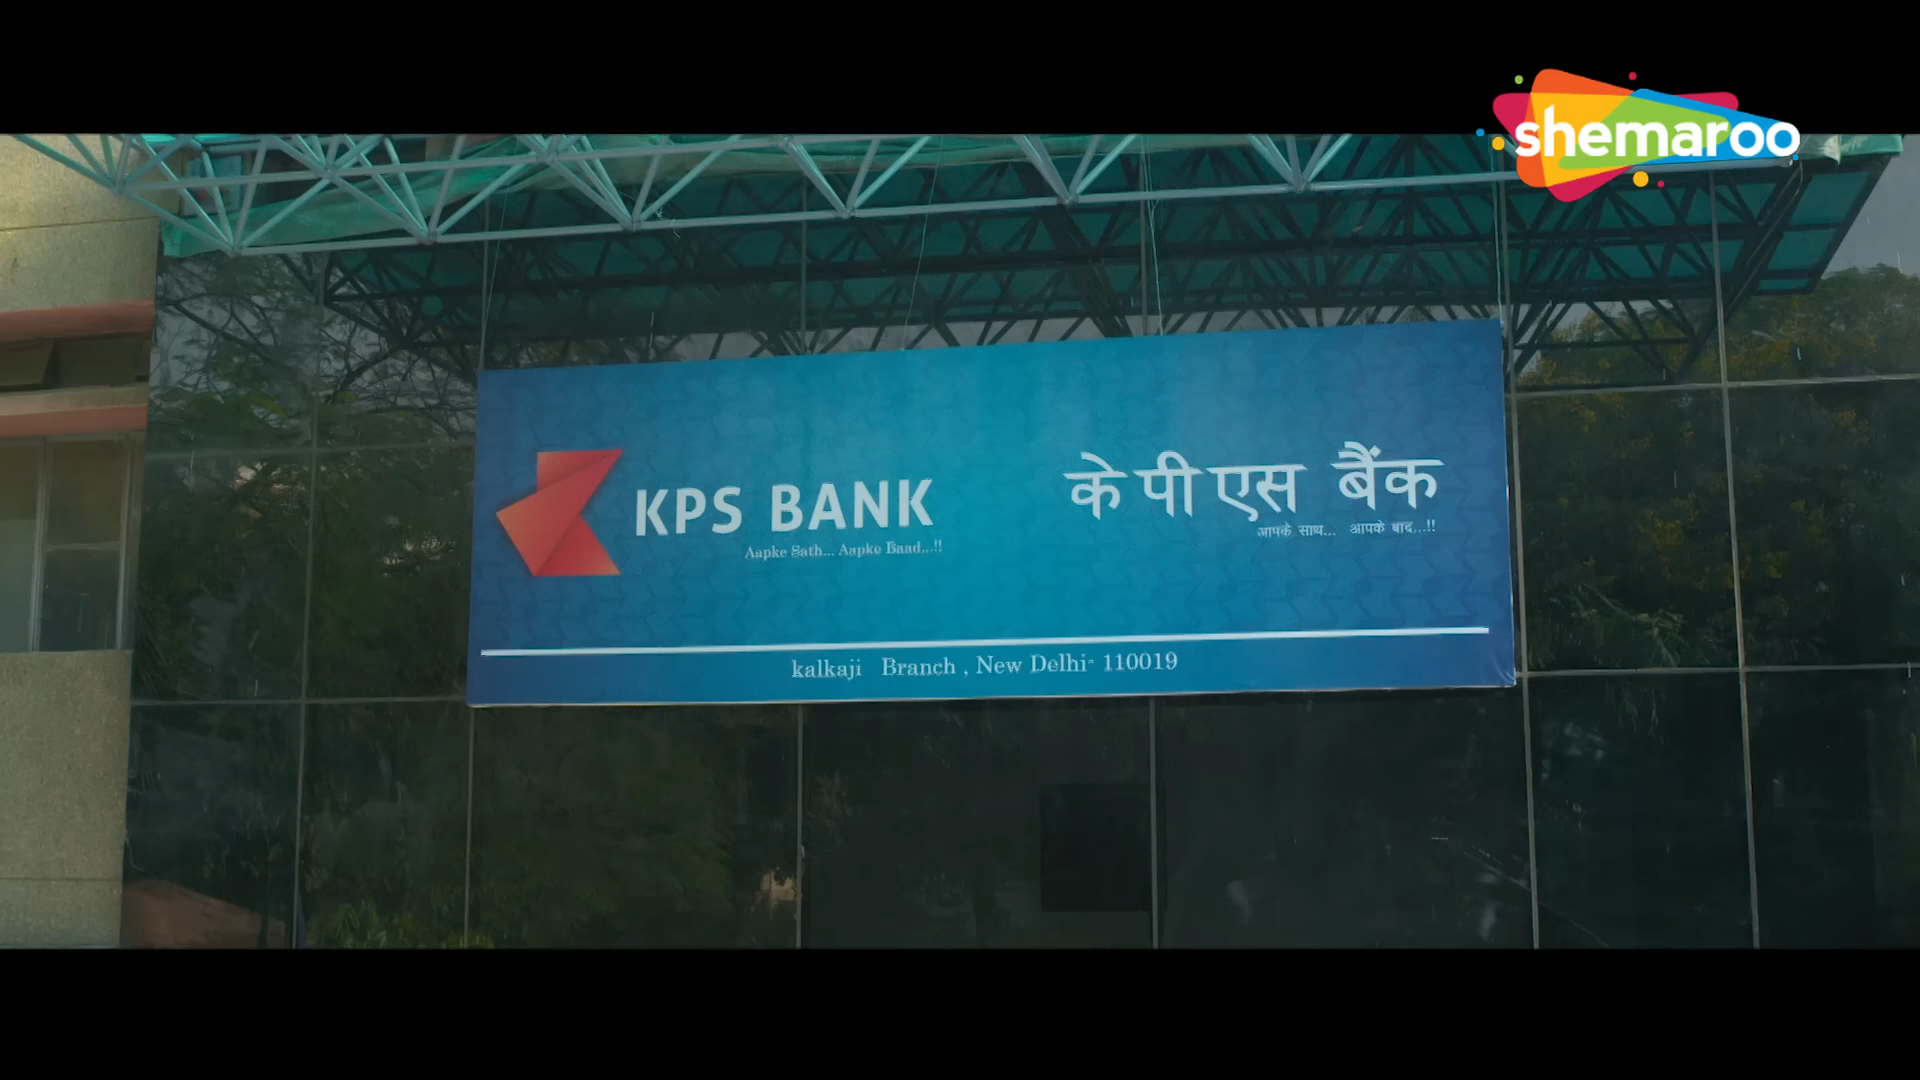 shemaroo
KPS BANK
Aapke Sath... Aapke Baad...!!
के पी एस बैंक
आपके साथ... आपके बाद...!!
kalkaji Branch , New Delhi- 110019